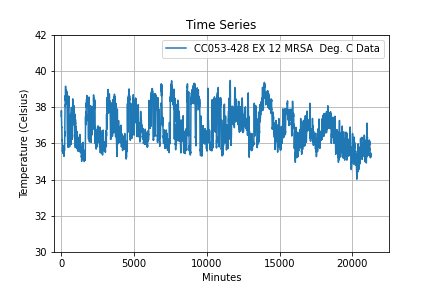 Time Series
CC053-428 EX 12 MRSA  Deg. C Data
42
40
38
36
34
32
30
Temperature (Celsius)
0 5000 10000 15000 20000
Minutes